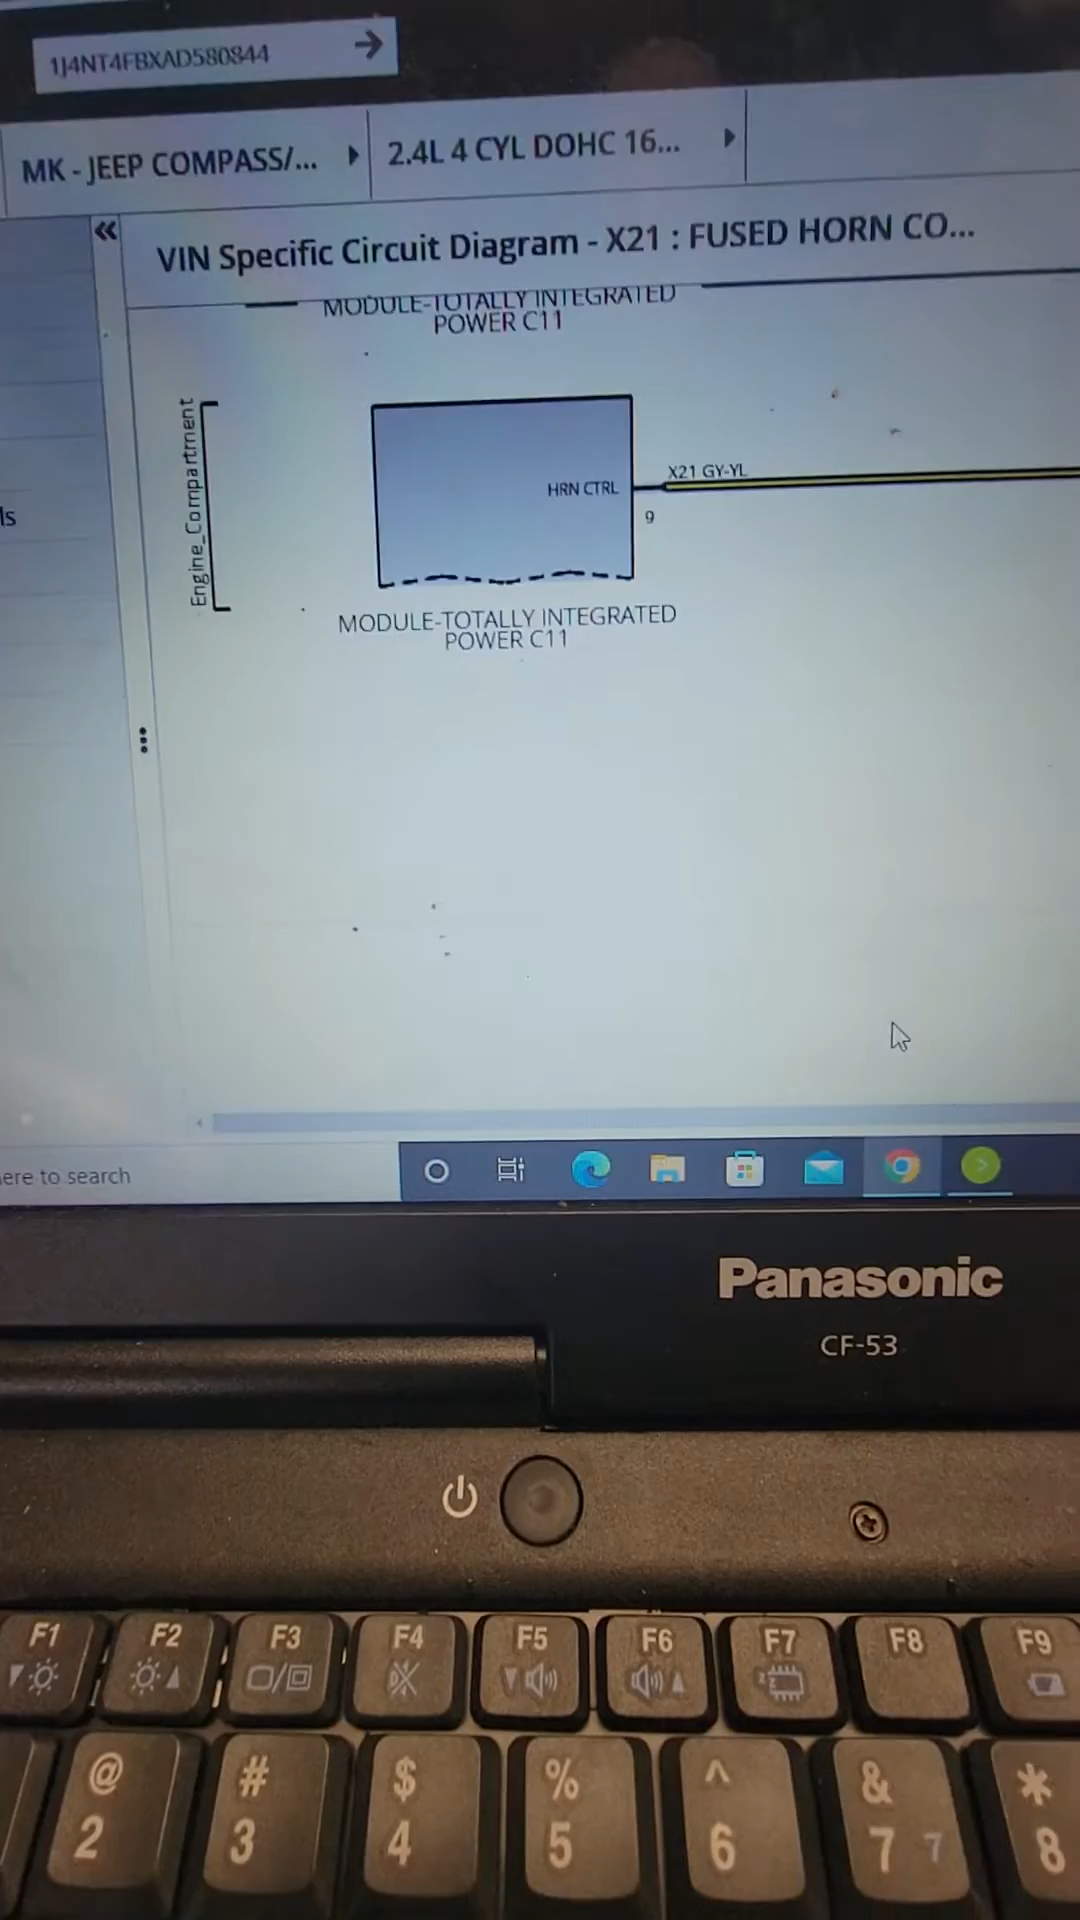 1J4NT4FBXAD580844
MK - JEEP COMPASS/...
2.4L 4 CYL DOHC 16...
VIN Specific Circuit Diagram - X21 : FUSED HORN CO...
MODULE-TOTALLY INTEGRATED
POWER C11
Engine_Compartment
HRN CTRL
X21 GY-YL
9
ls
MODULE-TOTALLY INTEGRATED
POWER C11
ere to search
Panasonic
CF-53
F1 F2 F3 F4 F5 F6 F7 F8 F9
@ # $ % ^ & *
2 3 4 5 6 7 7 8